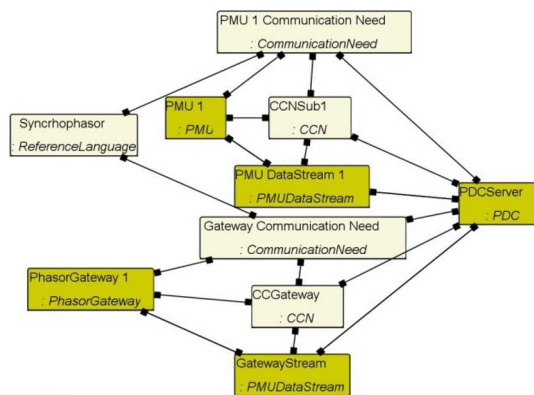 PMU 1 Communication Need
: CommunicationNeed
PMU 1
: PMU
CCNSub1
: CCN
Syncrhophasor
: ReferenceLanguage
PMU DataStream 1
: PMUDataStream
PDCServer
: PDC
Gateway Communication Need
: CommunicationNeed
PhasorGateway 1
: PhasorGateway
CCGateway
: CCN
GatewayStream
: PMUDataStream